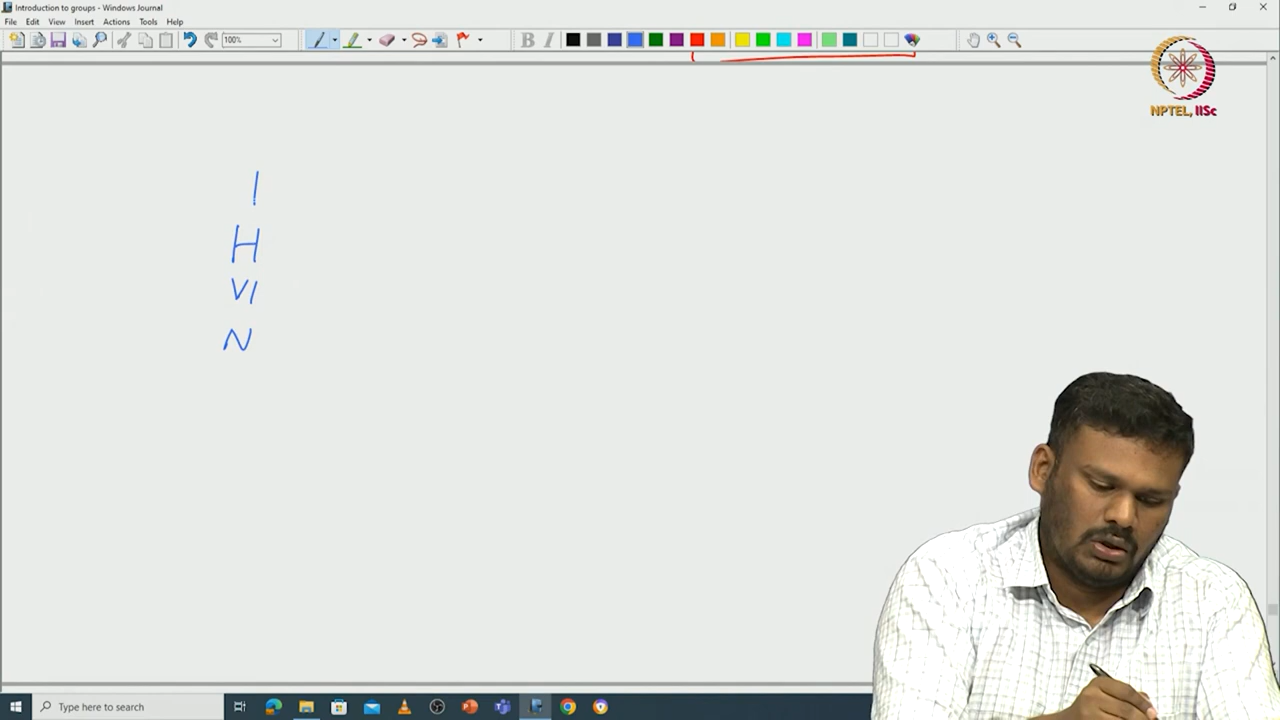 Introduction to groups - Windows Journal
File Edit View Insert Actions Tools Help
100%
B I
NPTEL, IISc
I
H
VI
N
Type here to search